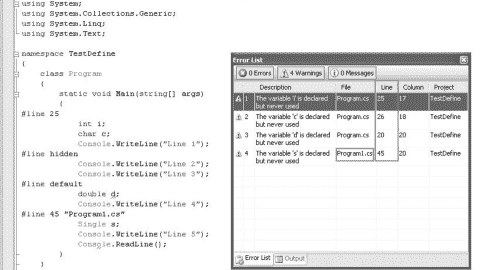 using System;
using System.Collections.Generic;
using System.Linq;
using System.Text;
namespace TestDefine
{
class Program
{
static void Main(string[] args)
{
#line 25
int i;
char c;
Console.WriteLine("Line 1");
#line hidden
Console.WriteLine("Line 2");
Console.WriteLine("Line 3");
#line default
double d;
Console.WriteLine("Line 4");
#line 45 "Program1.cs"
Single s;
Console.WriteLine("Line 5");
Console.ReadLine();
}
}
Error List
0 Errors 4 Warnings 0 Messages
Description File Line Column Project
1 The variable 'i' is declared but never used Program.cs 25 17 TestDefine
2 The variable 'c' is declared but never used Program.cs 26 18 TestDefine
3 The variable 'd' is declared but never used Program.cs 20 20 TestDefine
4 The variable 's' is declared but never used Program1.cs 45 20 TestDefine
Error List Output